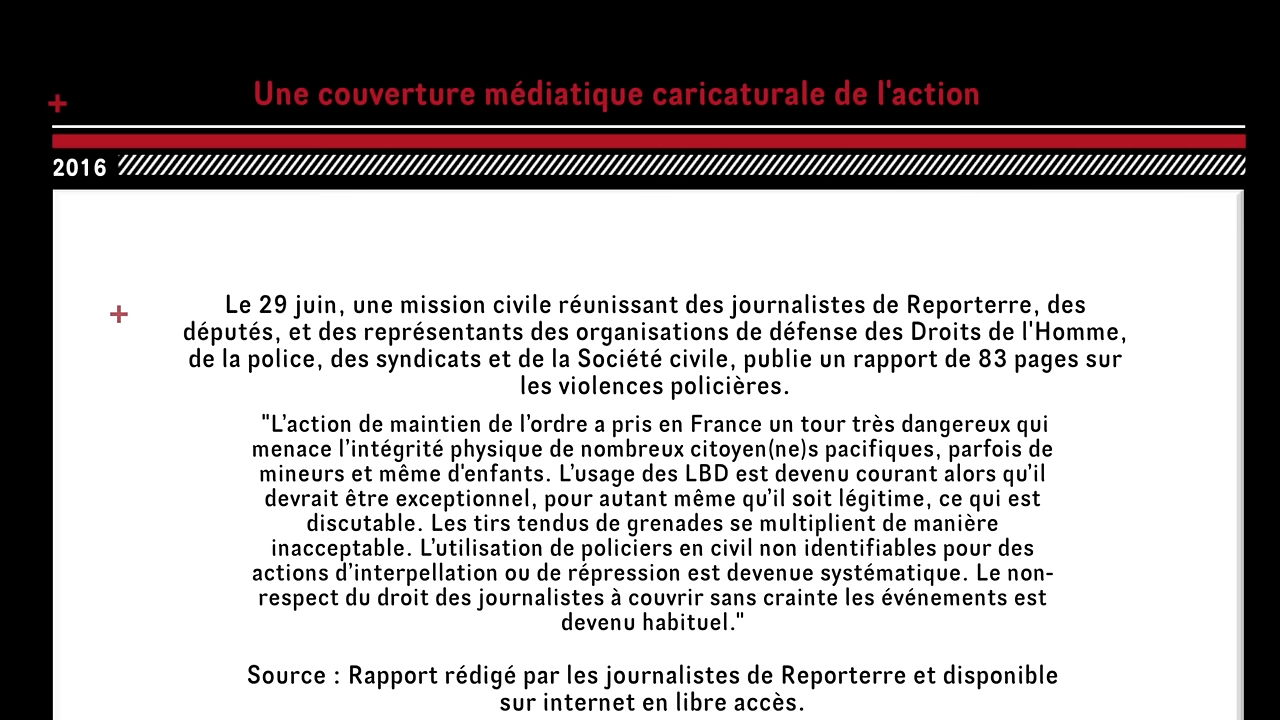 Une couverture médiatique caricaturale de l'action
2016
Le 29 juin, une mission civile réunissant des journalistes de Reporterre, des
députés, et des représentants des organisations de défense des Droits de l'Homme,
de la police, des syndicats et de la Société civile, publie un rapport de 83 pages sur
les violences policières.
"L’action de maintien de l’ordre a pris en France un tour très dangereux qui
menace l’intégrité physique de nombreux citoyen(ne)s pacifiques, parfois de
mineurs et même d'enfants. L’usage des LBD est devenu courant alors qu’il
devrait être exceptionnel, pour autant même qu’il soit légitime, ce qui est
discutable. Les tirs tendus de grenades se multiplient de manière
inacceptable. L’utilisation de policiers en civil non identifiables pour des
actions d’interpellation ou de répression est devenue systématique. Le non-
respect du droit des journalistes à couvrir sans crainte les événements est
devenu habituel."
Source : Rapport rédigé par les journalistes de Reporterre et disponible
sur internet en libre accès.